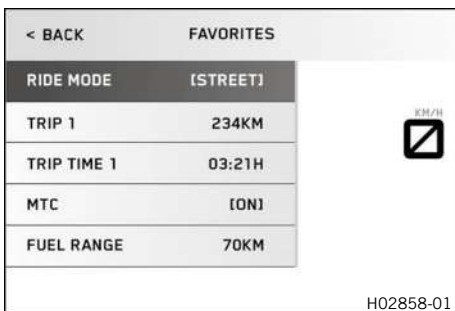 < BACK FAVORITES
RIDE MODE [STREET]
KM/H
0
TRIP 1 234KM
TRIP TIME 1 03:21H
MTC [ON]
FUEL RANGE 70KM
H02858-01